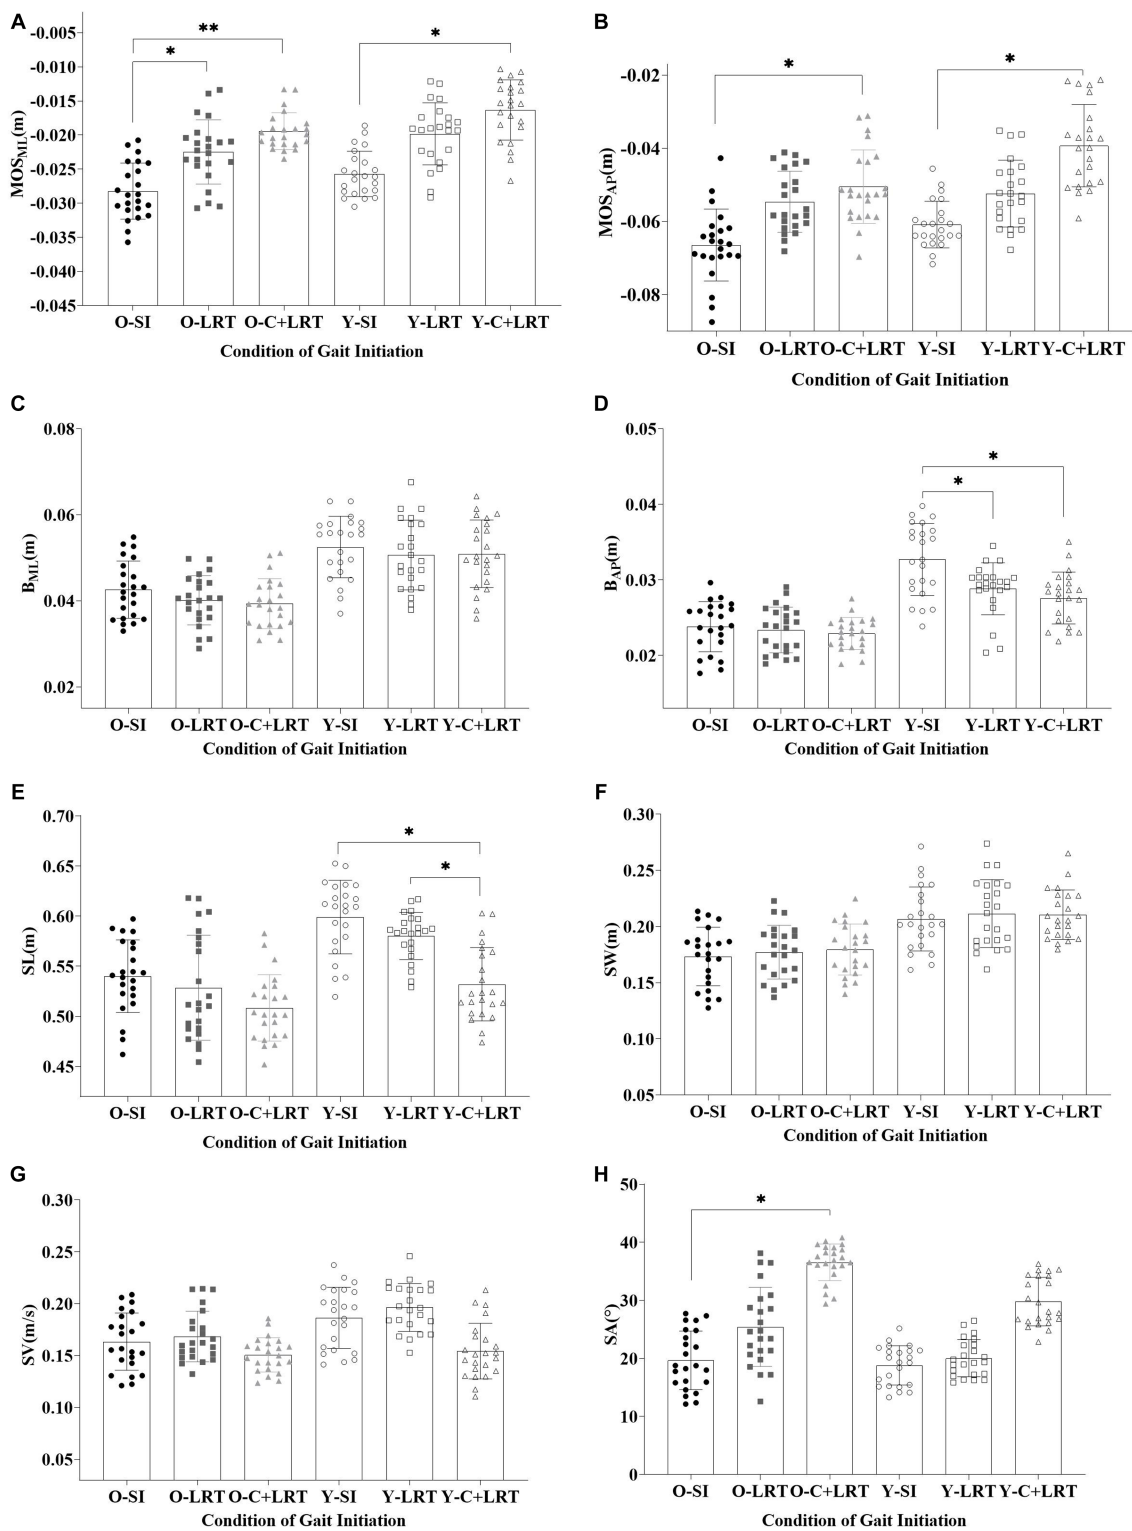 A
-0.005
-0.010
-0.015
-0.020
-0.025
-0.030
-0.035
-0.040
-0.045
MOSML(m)
*
**
*
O-SI O-LRT O-C+LRT Y-SI Y-LRT Y-C+LRT
Condition of Gait Initiation
B
-0.02
-0.04
-0.06
-0.08
MOSAP(m)
*
*
O-SI O-LRT O-C+LRT Y-SI Y-LRT Y-C+LRT
Condition of Gait Initiation
C
0.08
0.06
0.04
0.02
BML(m)
O-SI O-LRT O-C+LRT Y-SI Y-LRT Y-C+LRT
Condition of Gait Initiation
D
0.05
0.04
0.03
0.02
BAP(m)
*
*
O-SI O-LRT O-C+LRT Y-SI Y-LRT Y-C+LRT
Condition of Gait Initiation
E
0.70
0.65
0.60
0.55
0.50
0.45
SL(m)
*
*
O-SI O-LRT O-C+LRT Y-SI Y-LRT Y-C+LRT
Condition of Gait Initiation
F
0.30
0.25
0.20
0.15
0.10
0.05
SW(m)
O-SI O-LRT O-C+LRT Y-SI Y-LRT Y-C+LRT
Condition of Gait Initiation
G
0.30
0.25
0.20
0.15
0.10
0.05
SV(m/s)
O-SI O-LRT O-C+LRT Y-SI Y-LRT Y-C+LRT
Condition of Gait Initiation
H
50
40
30
20
10
0
SA(°)
*
O-SI O-LRT O-C+LRT Y-SI Y-LRT Y-C+LRT
Condition of Gait Initiation